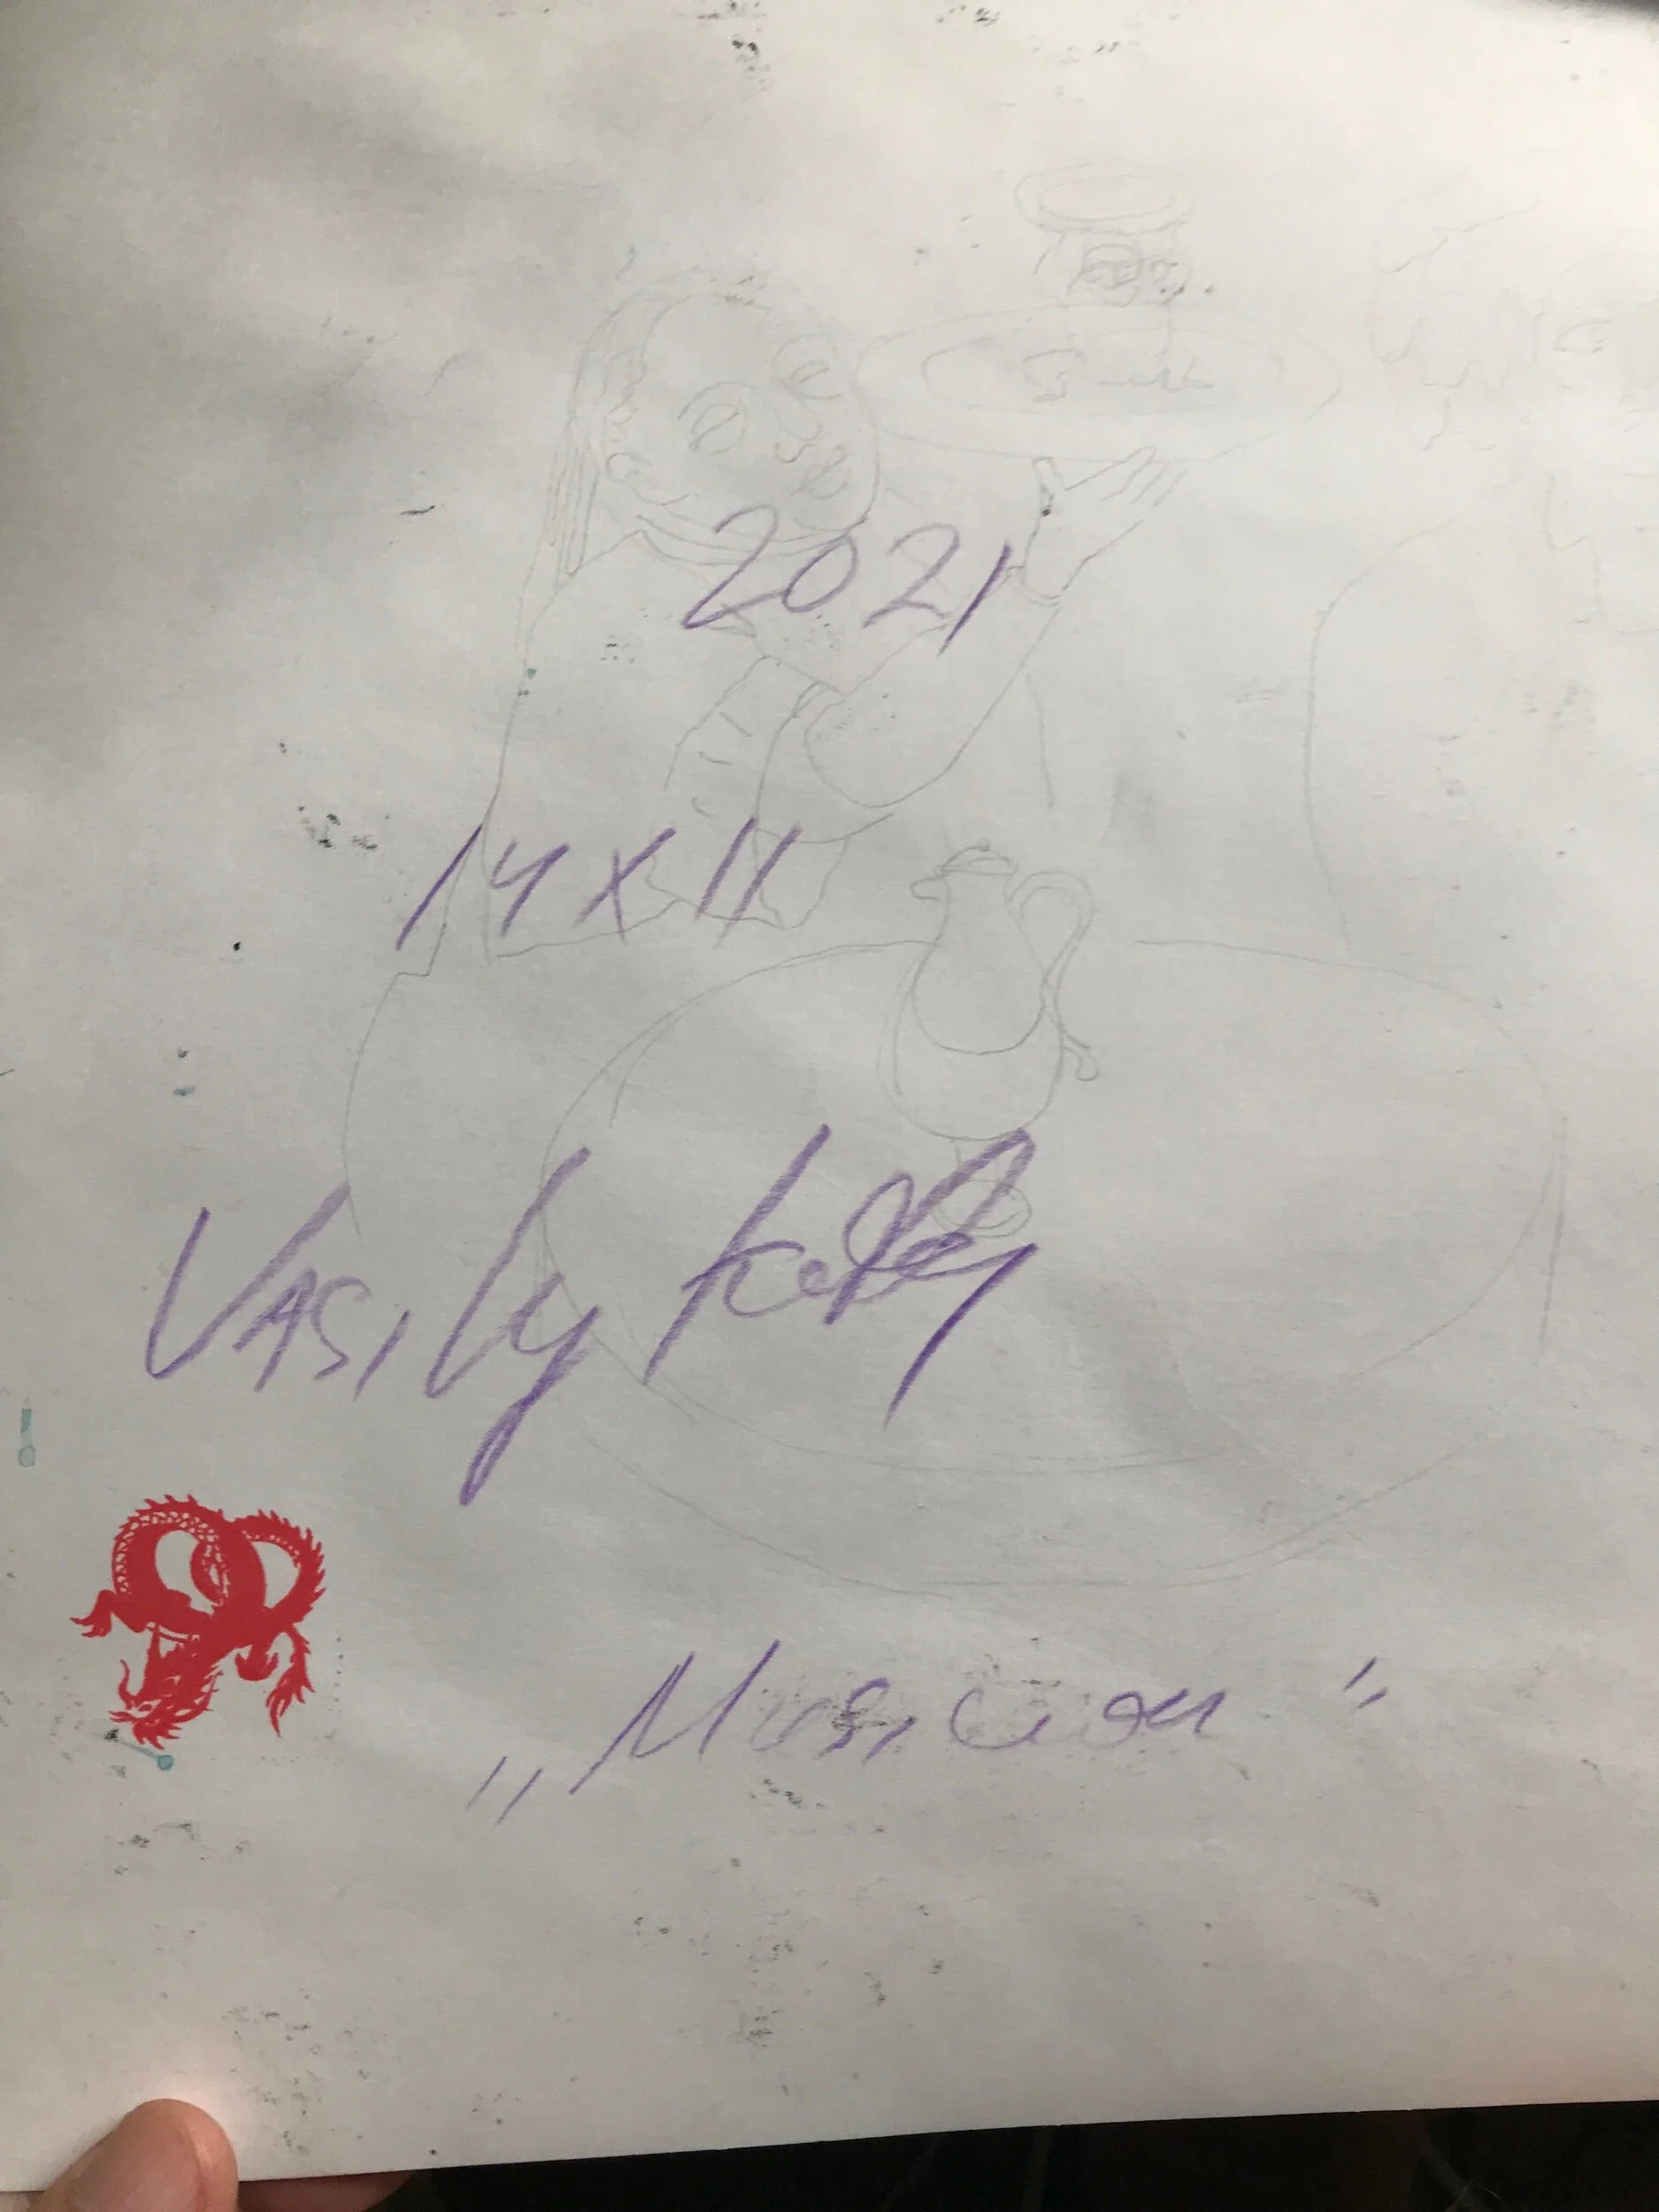 2021
14 x 11
VASILy
„Musician"